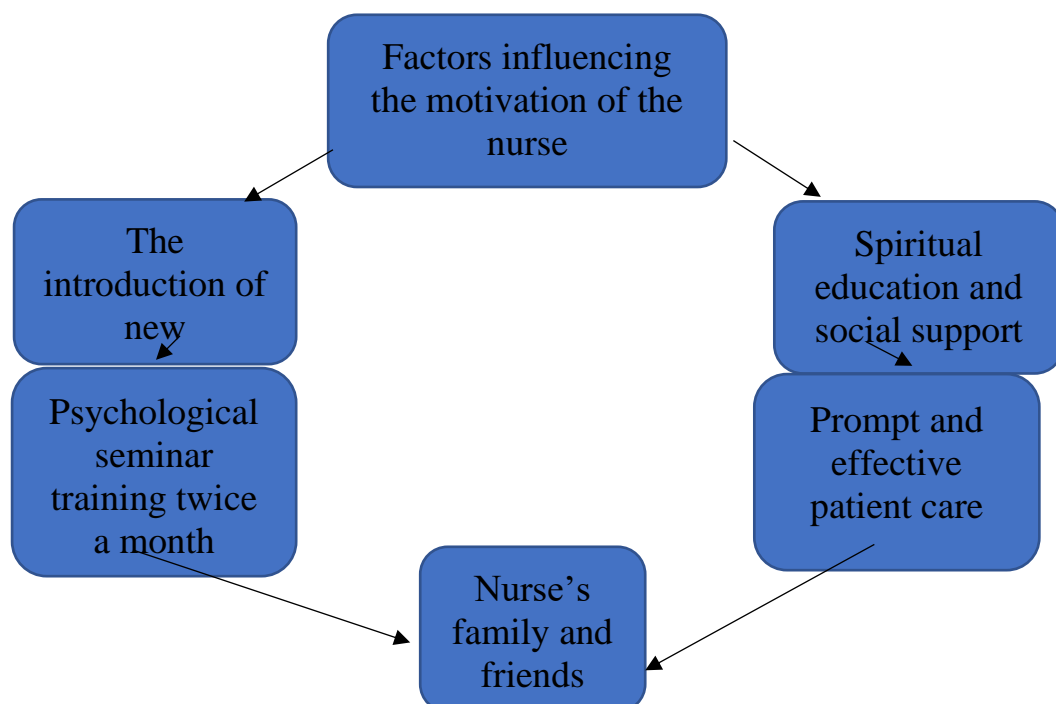 Factors influencing
the motivation of the
nurse
The
introduction of
new
Spiritual
education and
social support
Psychological
seminar
training twice
a month
Prompt and
effective
patient care
Nurse’s
family and
friends